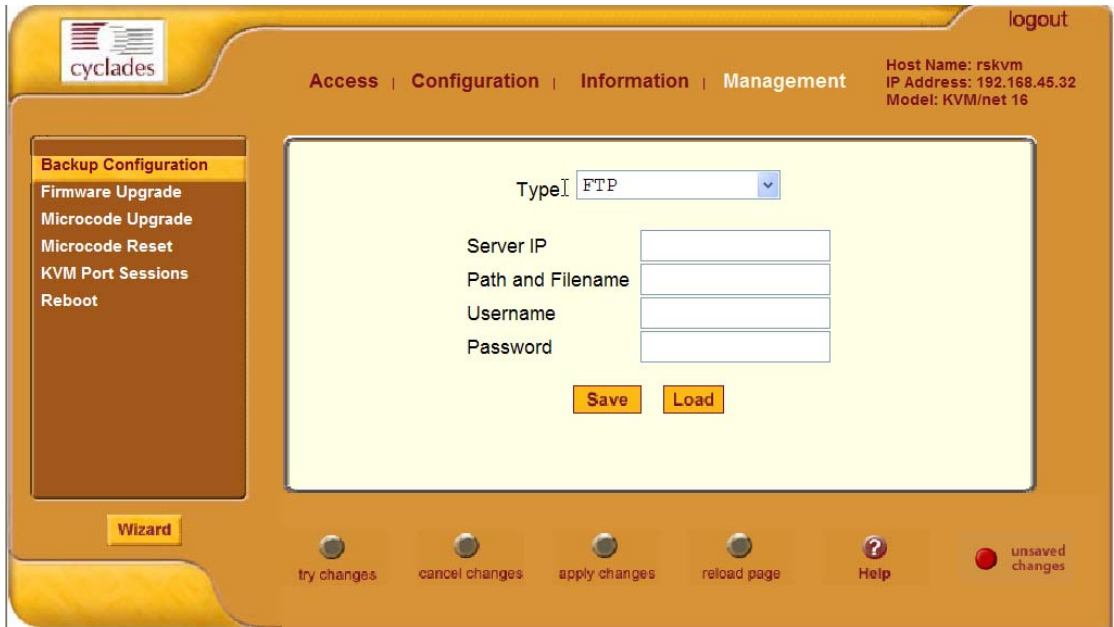 logout
cyclades
Access | Configuration | Information | Management
Host Name: rskvm
IP Address: 192.168.45.32
Model: KVM/net 16
Backup Configuration
Firmware Upgrade
Microcode Upgrade
Microcode Reset
KVM Port Sessions
Reboot
Type FTP
Server IP
Path and Filename
Username
Password
Save Load
Wizard
try changes cancel changes apply changes reload page ? Help
unsaved
changes